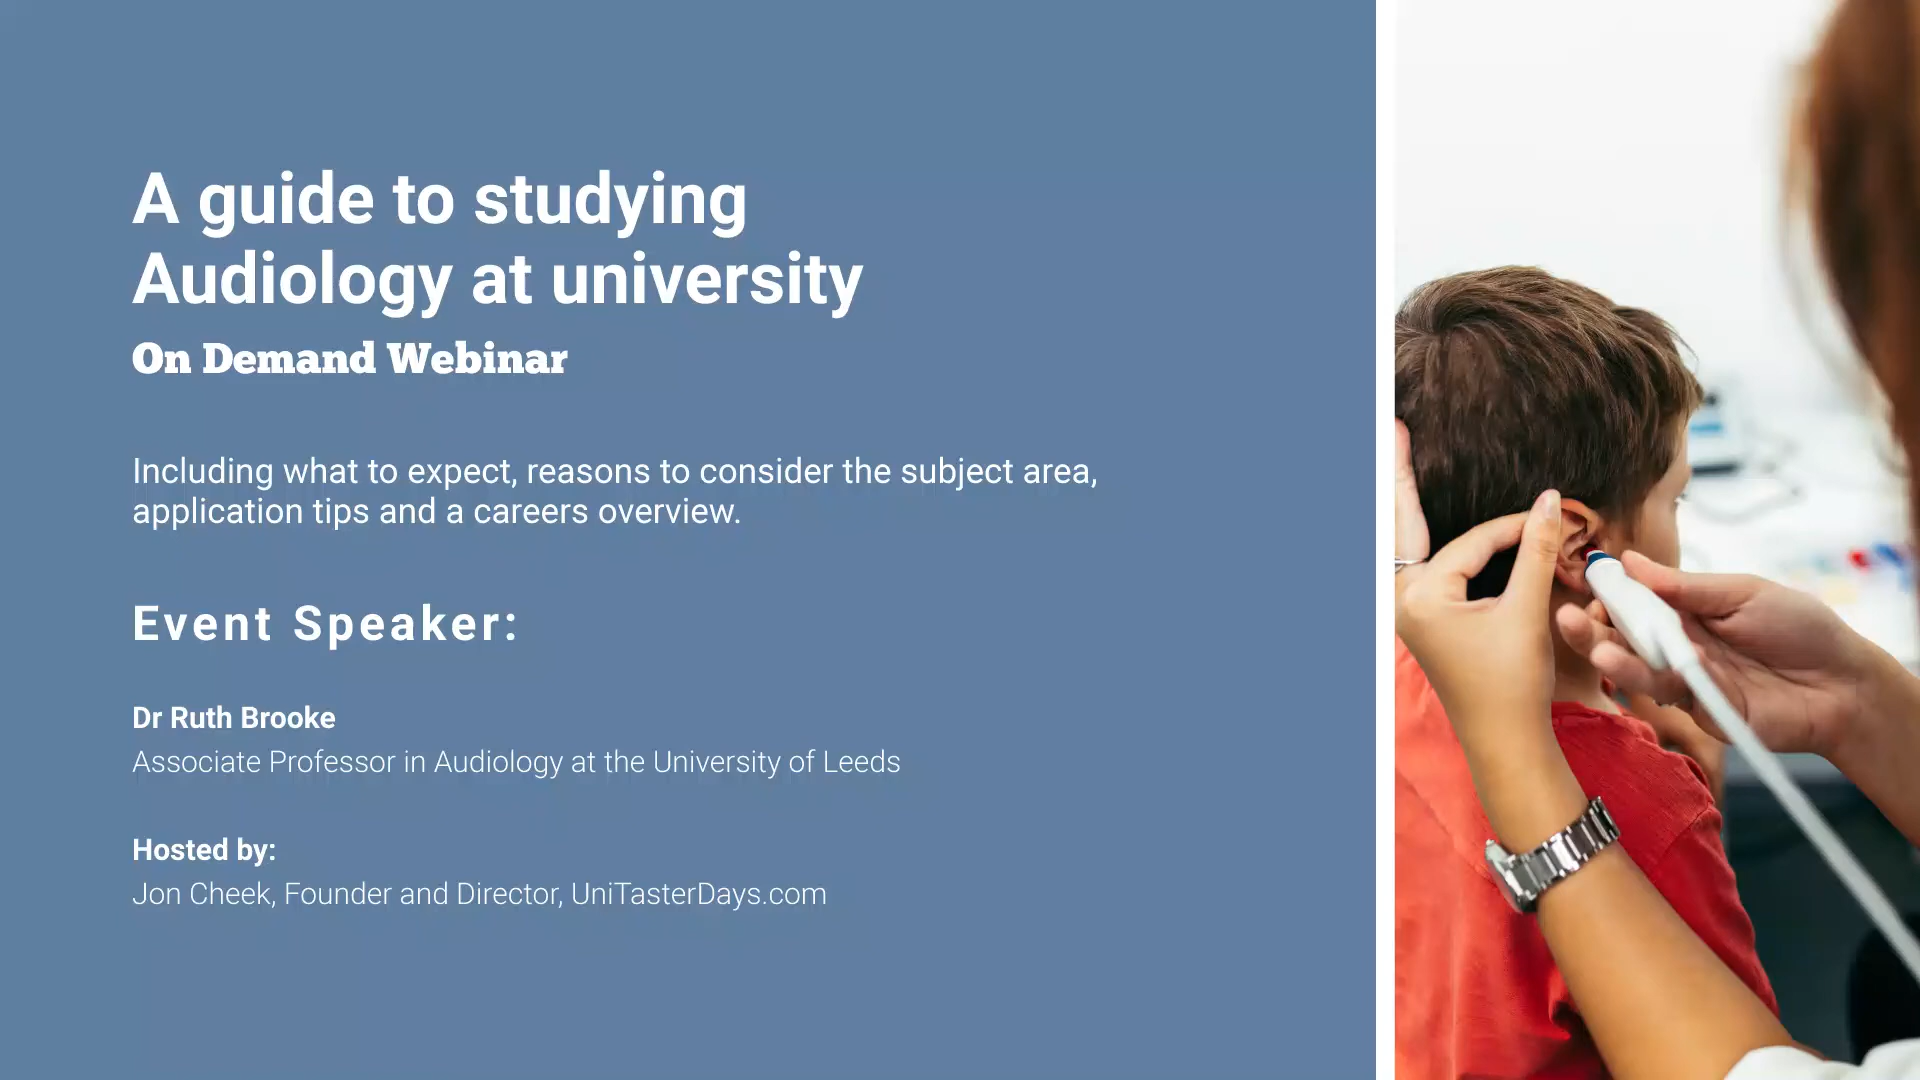 A guide to studying
Audiology at university
On Demand Webinar
Including what to expect, reasons to consider the subject area,
application tips and a careers overview.
Event Speaker:
Dr Ruth Brooke
Associate Professor in Audiology at the University of Leeds
Hosted by:
Jon Cheek, Founder and Director, UniTasterDays.com